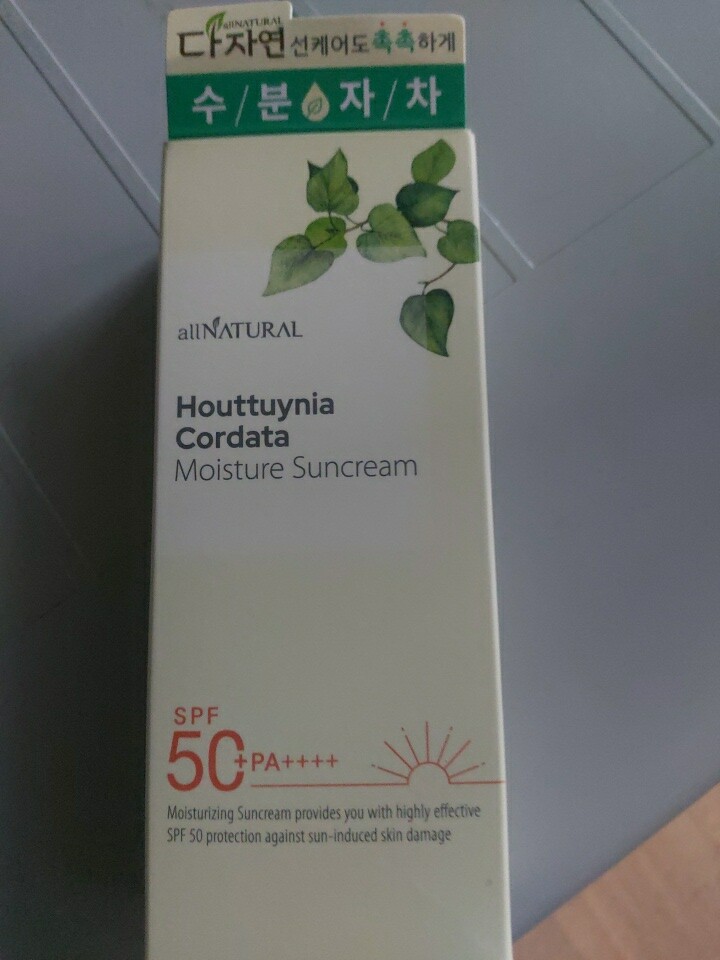 allNATURAL
다자연 선케어도 촉촉하게
수/분 자/차
allNATURAL
Houttuynia
Cordata
Moisture Suncream
SPF
50+PA++++
Moisturizing Suncream provides you with highly effective
SPF 50 protection against sun-induced skin damage